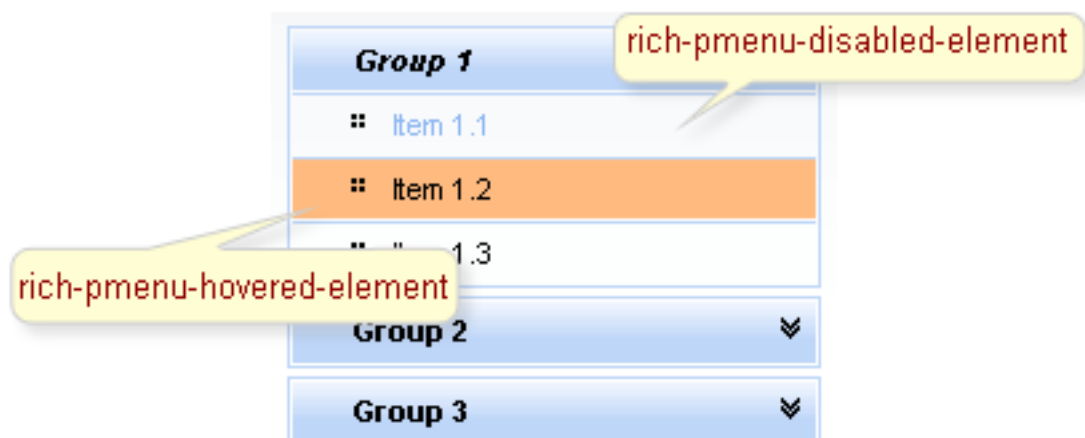 Group 1
rich-pmenu-disabled-element
Item 1.1
Item 1.2
1.3
rich-pmenu-hovered-element
Group 2
Group 3